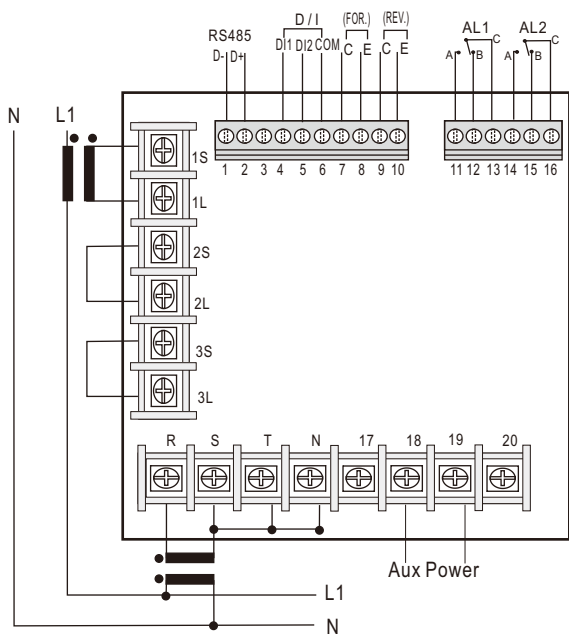 D / I (FOR.) (REV.) AL1 AL2
RS485
D- D+ DI1 DI2 COM C E C E A B C A B C
N L1
1 2 3 4 5 6 7 8 9 10 11 12 13 14 15 16
1S
1L
2S
2L
3S
3L
R S T N 17 18 19 20
Aux Power
L1
N